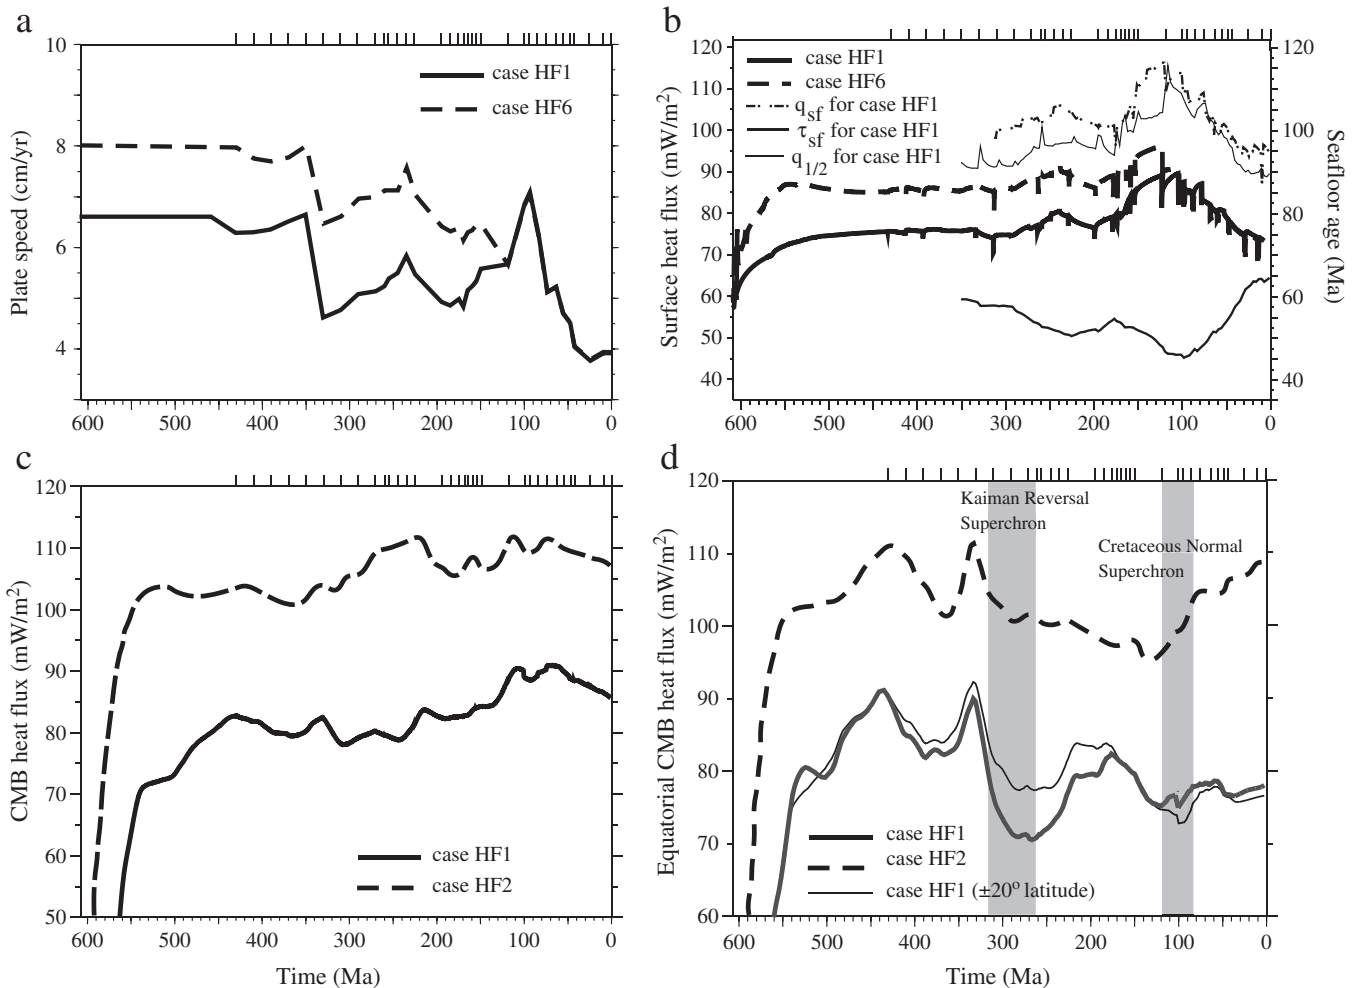 a
10
8
6
4
Plate speed (cm/yr)
case HF1
case HF6
600 500 400 300 200 100 0
b
120
110
100
90
80
70
60
50
40
Surface heat flux (mW/m²)
case HF1
case HF6
q_sf for case HF1
τ_sf for case HF1
q_1/2 for case HF1
120
100
80
60
40
Seafloor age (Ma)
600 500 400 300 200 100 0
c
120
110
100
90
80
70
60
50
CMB heat flux (mW/m²)
case HF1
case HF2
600 500 400 300 200 100 0
Time (Ma)
d
120
110
100
90
80
70
60
Equatorial CMB heat flux (mW/m²)
Kaiman Reversal
Superchron
Cretaceous Normal
Superchron
case HF1
case HF2
case HF1 (±20° latitude)
600 500 400 300 200 100 0
Time (Ma)